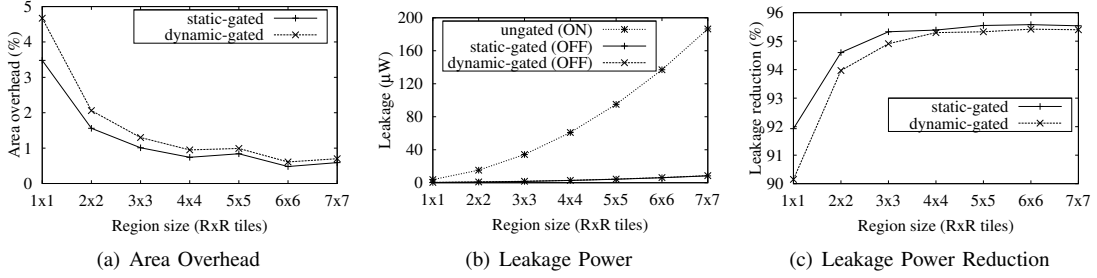 static-gated
dynamic-gated
Area overhead (%)
5
4
3
2
1
0
1x1 2x2 3x3 4x4 5x5 6x6 7x7
Region size (RxR tiles)
(a) Area Overhead
ungated (ON)
static-gated (OFF)
dynamic-gated (OFF)
Leakage (µW)
200
160
120
80
40
0
1x1 2x2 3x3 4x4 5x5 6x6 7x7
Region size (RxR tiles)
(b) Leakage Power
static-gated
dynamic-gated
Leakage reduction (%)
96
95
94
93
92
91
90
1x1 2x2 3x3 4x4 5x5 6x6 7x7
Region size (RxR tiles)
(c) Leakage Power Reduction